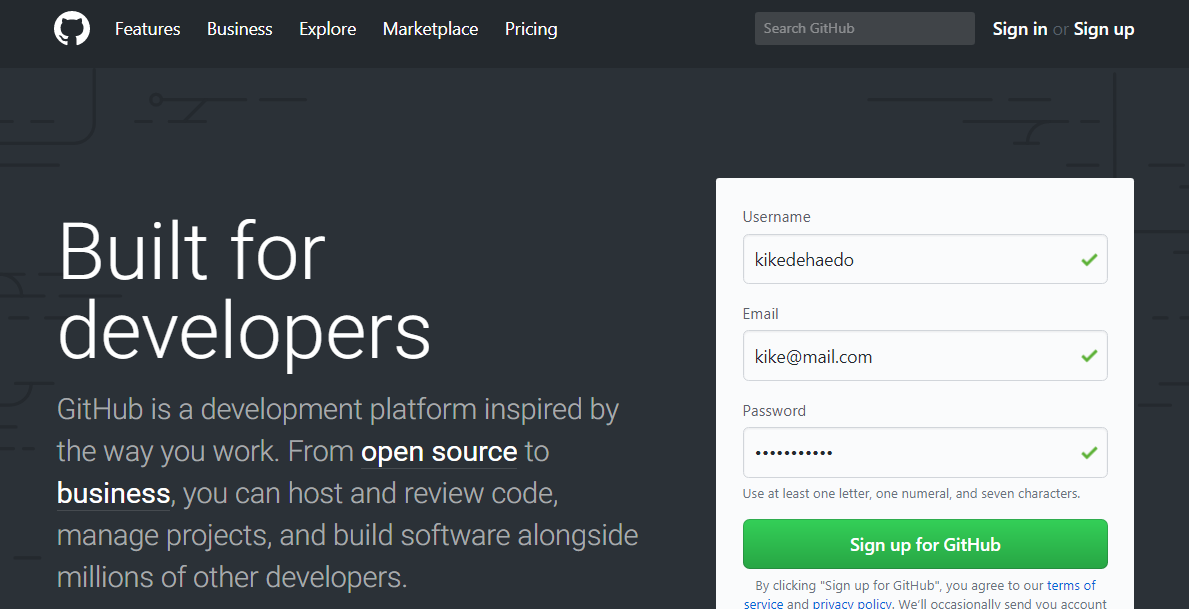 Features Business Explore Marketplace Pricing Search GitHub Sign in or Sign up
Built for
developers
GitHub is a development platform inspired by
the way you work. From open source to
business, you can host and review code,
manage projects, and build software alongside
millions of other developers.
Username
kikedehaedo
Email
kike@mail.com
Password
•••••••••••
Use at least one letter, one numeral, and seven characters.
Sign up for GitHub
By clicking "Sign up for GitHub", you agree to our terms of
service and privacy policy. We'll occasionally send you account